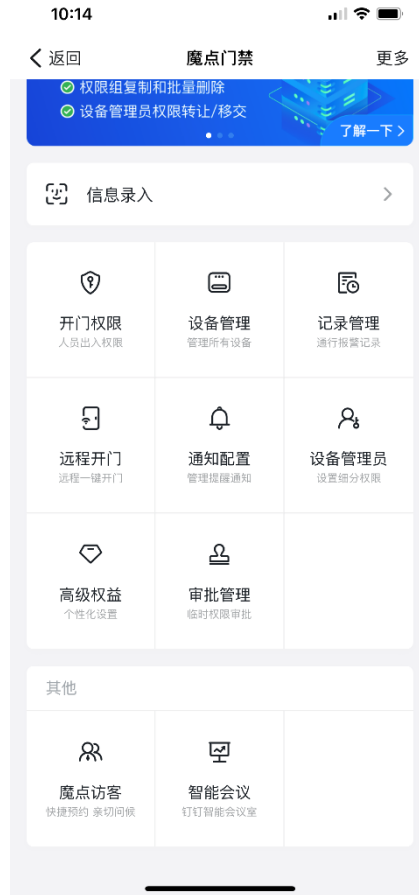 10:14
返回
魔点门禁
更多
权限组复制和批量删除
设备管理员权限转让/移交
了解一下 >
信息录入
开门权限
设备管理
记录管理
人员出入权限
管理所有设备
通行报警记录
远程开门
通知配置
设备管理员
远程一键开门
管理提醒通知
设置细分权限
高级权益
审批管理
个性化设置
临时权限审批
其他
魔点访客
智能会议
快捷预约 亲切问候
钉钉智能会议室